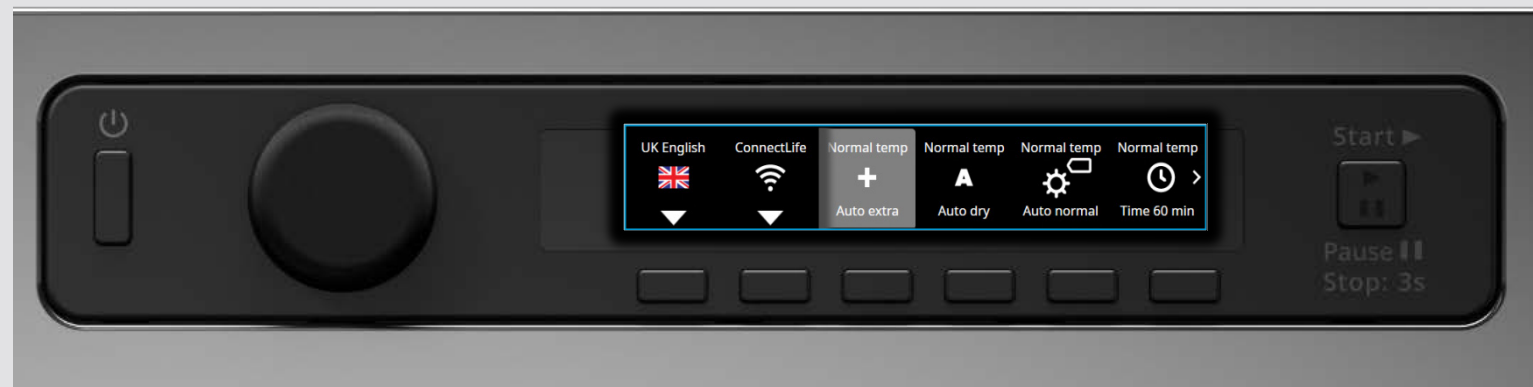 UK English
ConnectLife
Normal temp
Normal temp
Normal temp
Normal temp
A
Auto extra
Auto dry
Auto normal
Time 60 min
Start
Pause
Stop: 3s